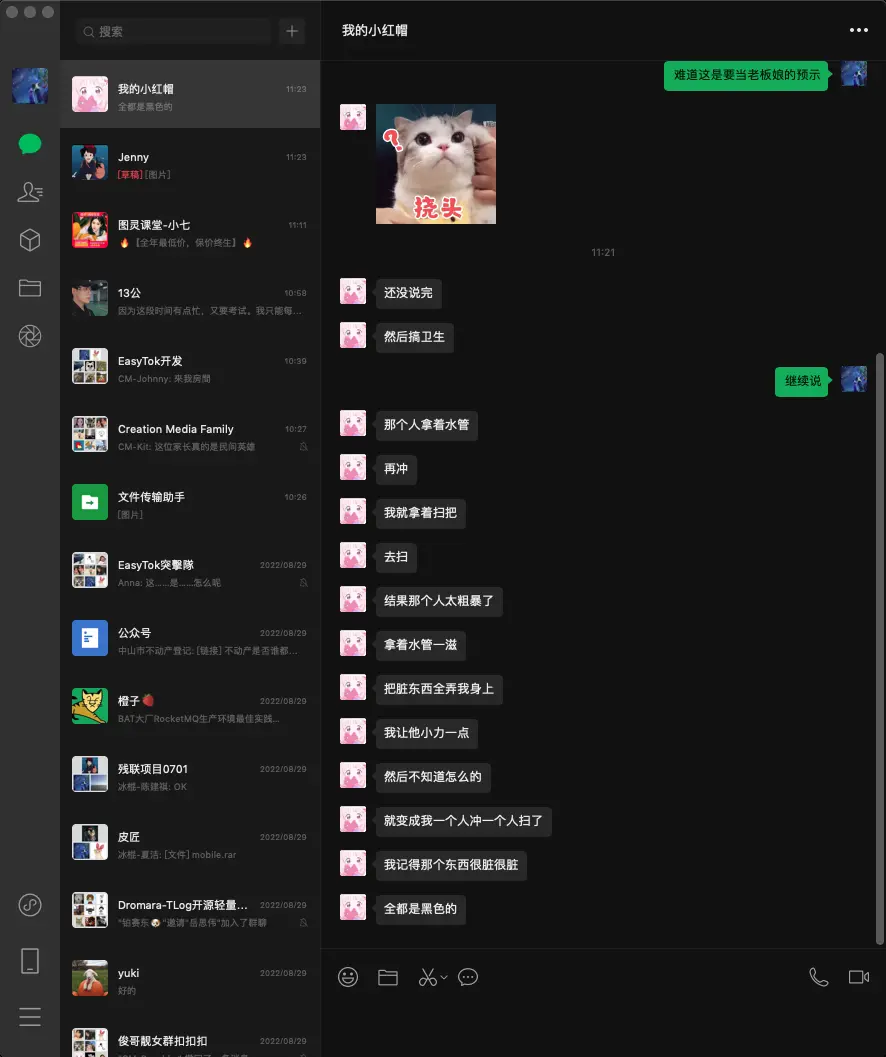 搜索
我的小红帽
11:23
全都是黑色的
Jenny
11:23
[草稿][图片]
图灵课堂-小七
11:11
🔥【全年最低价，保价终生】🔥
13公
10:58
因为这段时间有点忙，又要考试。我只能每...
EasyTok开发
10:39
CM-Johnny: 來我房間
Creation Media Family
10:27
CM-Kit: 这位家长真的是民间英雄
文件传输助手
10:26
[图片]
EasyTok突擊隊
2022/08/29
Anna: 这......是......怎么呢
公众号
2022/08/29
中山市不动产登记: [链接] 不动产是否谁都...
橙子🍓
2022/08/29
BAT大厂RocketMQ生产环境最佳实践...
残联项目0701
2022/08/29
冰棍-陈建祺: OK
皮匠
2022/08/29
冰棍-夏洁: [文件] mobile.rar
Dromara-TLog开源轻量...
2022/08/29
"铂赛东🐶"邀请"岳恩伟"加入了群聊
yuki
2022/08/29
好的
俊哥靓女群扣扣扣
2022/08/29
我的小红帽
难道这是要当老板娘的预示
?
挠头
11:21
还没说完
然后搞卫生
继续说
那个人拿着水管
再冲
我就拿着扫把
去扫
结果那个人太粗暴了
拿着水管一滋
把脏东西全弄我身上
我让他小力一点
然后不知道怎么的
就变成我一个人冲一个人扫了
我记得那个东西很脏很脏
全都是黑色的